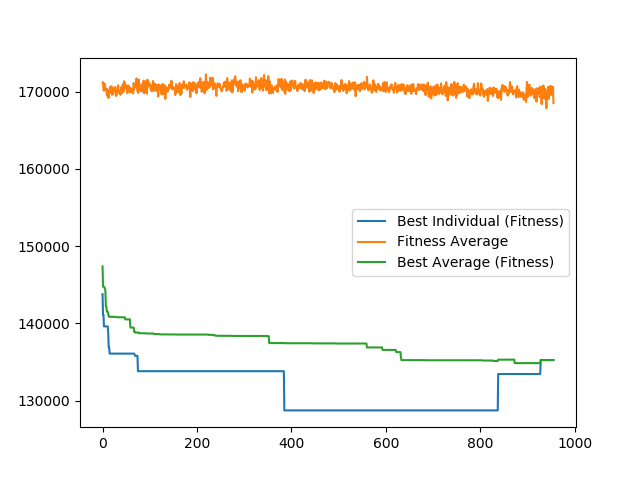 170000
160000
150000
140000
130000
Best Individual (Fitness)
Fitness Average
Best Average (Fitness)
0 200 400 600 800 1000